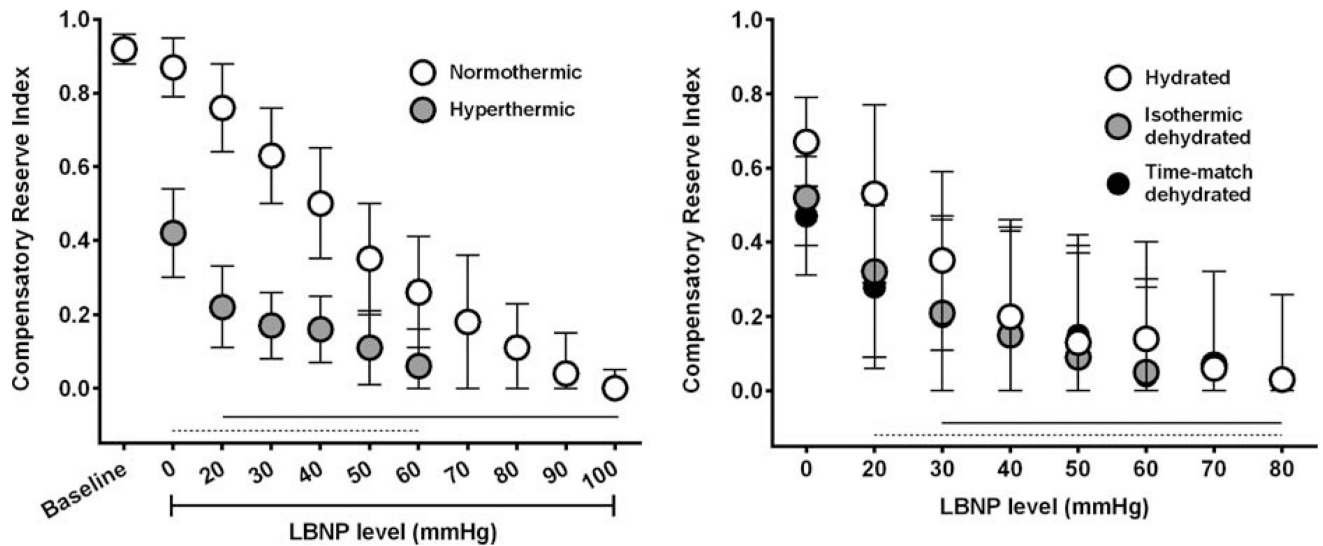 Compensatory Reserve Index
1.0
0.8
0.6
0.4
0.2
0.0
Normothermic
Hyperthermic
Baseline
0
20
30
40
50
60
70
80
90
100
LBNP level (mmHg)
Compensatory Reserve Index
1.0
0.8
0.6
0.4
0.2
0.0
Hydrated
Isothermic
dehydrated
Time-match
dehydrated
0
20
30
40
50
60
70
80
LBNP level (mmHg)